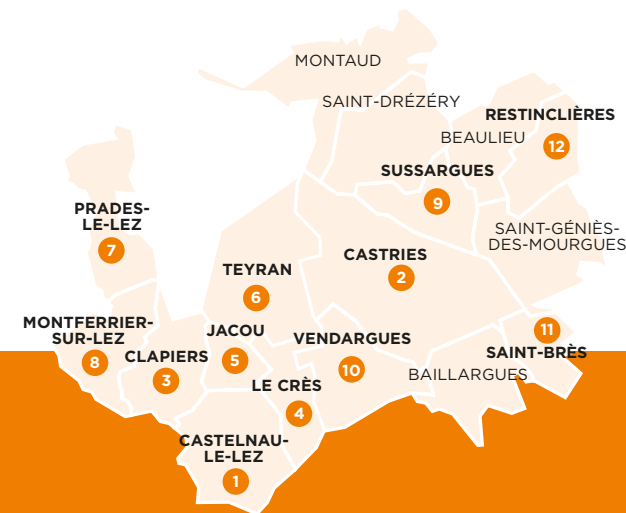 MONTAUD
SAINT-DRÉZÉRY
RESTINCLIÈRES
BEAULIEU
12
SUSSARGUES
9
PRADES-
LE-LEZ
7
SAINT-GÉNIÈS-
DES-MOURGUES
CASTRIES
2
TEYRAN
6
MONTFERRIER-
SUR-LEZ
8
JACOU
5
VENDARGUES
10
11
SAINT-BRÈS
CLAPIERS
3
BAILLARGUES
LE CRÈS
4
CASTELNAU-
LE-LEZ
1